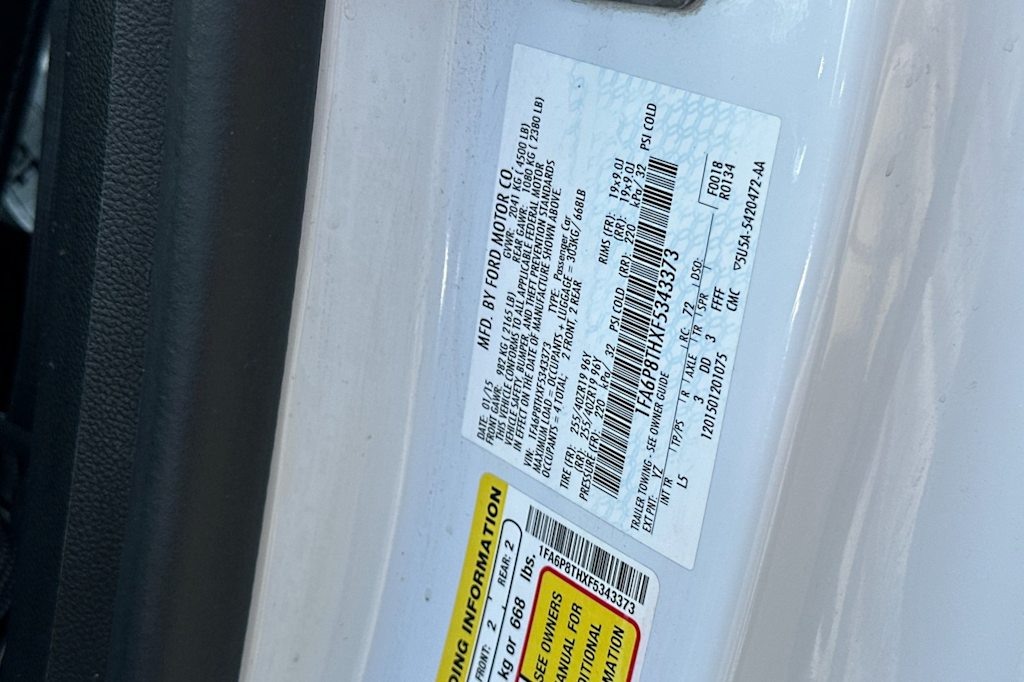 MFD. BY FORD MOTOR CO.
DATE: 01/15 GVWR: 2041 KG ( 4500 LB)
FRONT GAWR: 982 KG ( 2165 LB) REAR GAWR: 1080 KG ( 2380 LB)
THIS VEHICLE CONFORMS TO ALL APPLICABLE FEDERAL MOTOR
VEHICLE SAFETY, BUMPER, AND THEFT PREVENTION STANDARDS
IN EFFECT ON THE DATE OF MANUFACTURE SHOWN ABOVE.
VIN: 1FA6P8THXF5343373 TYPE: Passenger Car
MAXIMUM LOAD = OCCUPANTS + LUGGAGE = 303KG/ 668LB
OCCUPANTS = 4 TOTAL: 2 FRONT 2 REAR
TIRE (FR): 255/40ZR19 96Y RIMS (FR): 19x9.0J
(RR): 255/40ZR19 96Y (RR): 19x9.0J
PRESSURE (FR): 220 kPa/ 32 PSI COLD (RR): 220 kPa/ 32 PSI COLD
1FA6P8THXF5343373
TRAILER TOWING - SEE OWNER GUIDE
EXT PNT: YZ RC: 72 DSO: F0018
R0134
INT TR TP/PS R AXLE TR SPR
L5 3 DD 3 FFF
CMC
120150120107S ▽5U5A-5420472-AA
DING INFORMATION
FRONT: 2 REAR: 2
kg or 668 lbs.
1FA6P8THXF5343373
SEE OWNERS
MANUAL FOR
DITIONAL
ORMATION